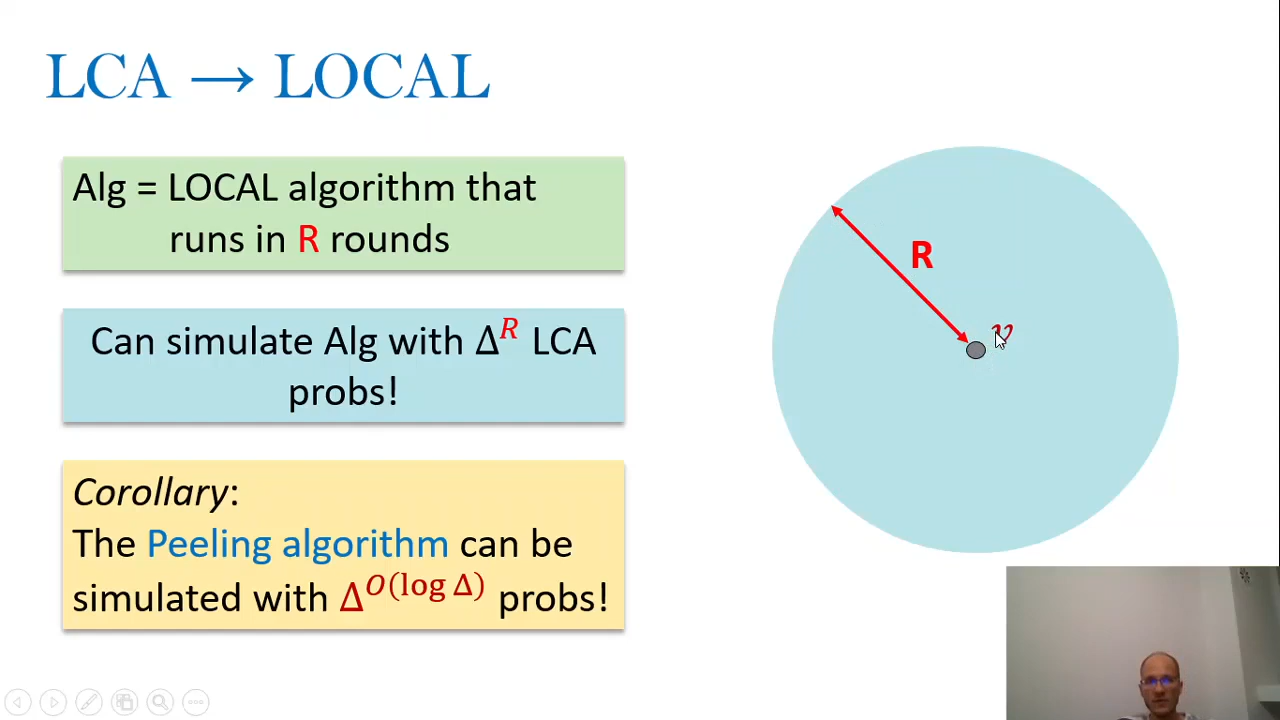 LCA → LOCAL
Alg = LOCAL algorithm that
runs in R rounds
Can simulate Alg with Δ^R LCA
probs!
Corollary:
The Peeling algorithm can be
simulated with Δ^O(log Δ) probs!
R
v